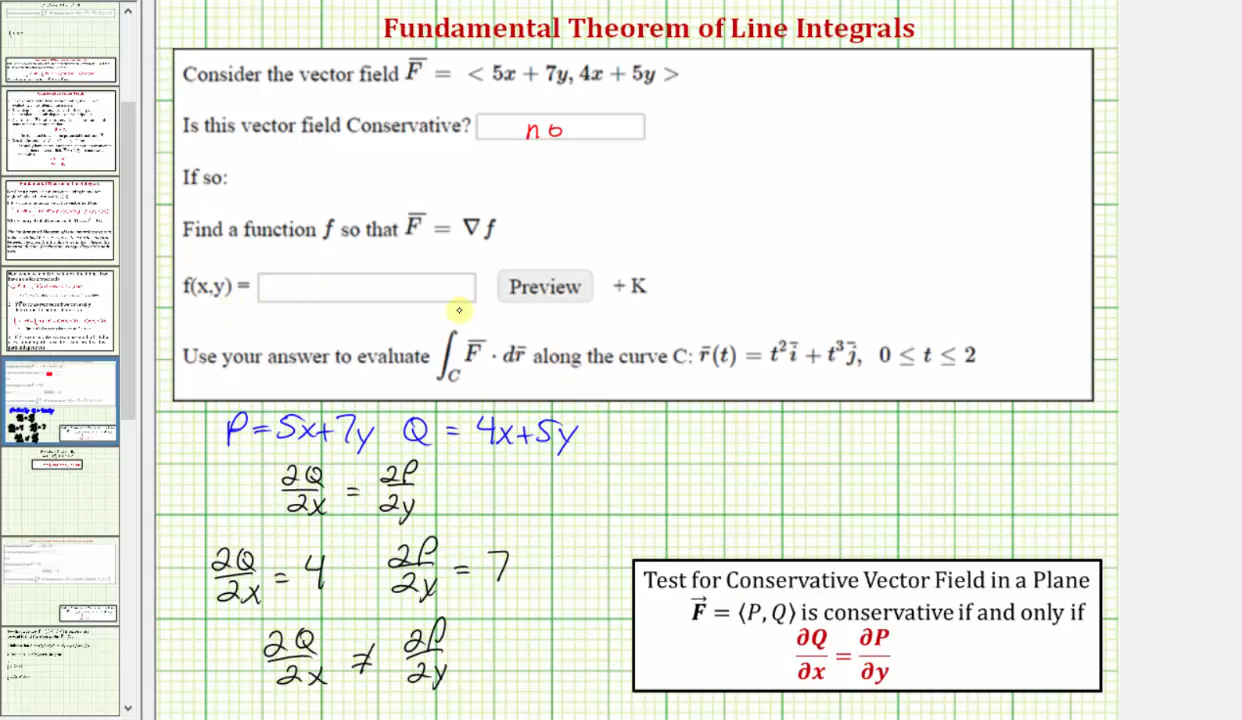 Fundamental Theorem of Line Integrals
Consider the vector field F̅ = < 5x + 7y, 4x + 5y >
Is this vector field Conservative? no
If so:
Find a function f so that F̅ = ∇f
f(x,y) = Preview + K
Use your answer to evaluate ∫_C F̅ · dr̅ along the curve C: r̅(t) = t²i̅ + t³j̅, 0 ≤ t ≤ 2
P = 5x+7y Q = 4x+5y
∂Q/∂x = ∂P/∂y
∂Q/∂x = 4 ∂P/∂y = 7
∂Q/∂x ≠ ∂P/∂y
Test for Conservative Vector Field in a Plane
F⃗ = ⟨P, Q⟩ is conservative if and only if
∂Q/∂x = ∂P/∂y